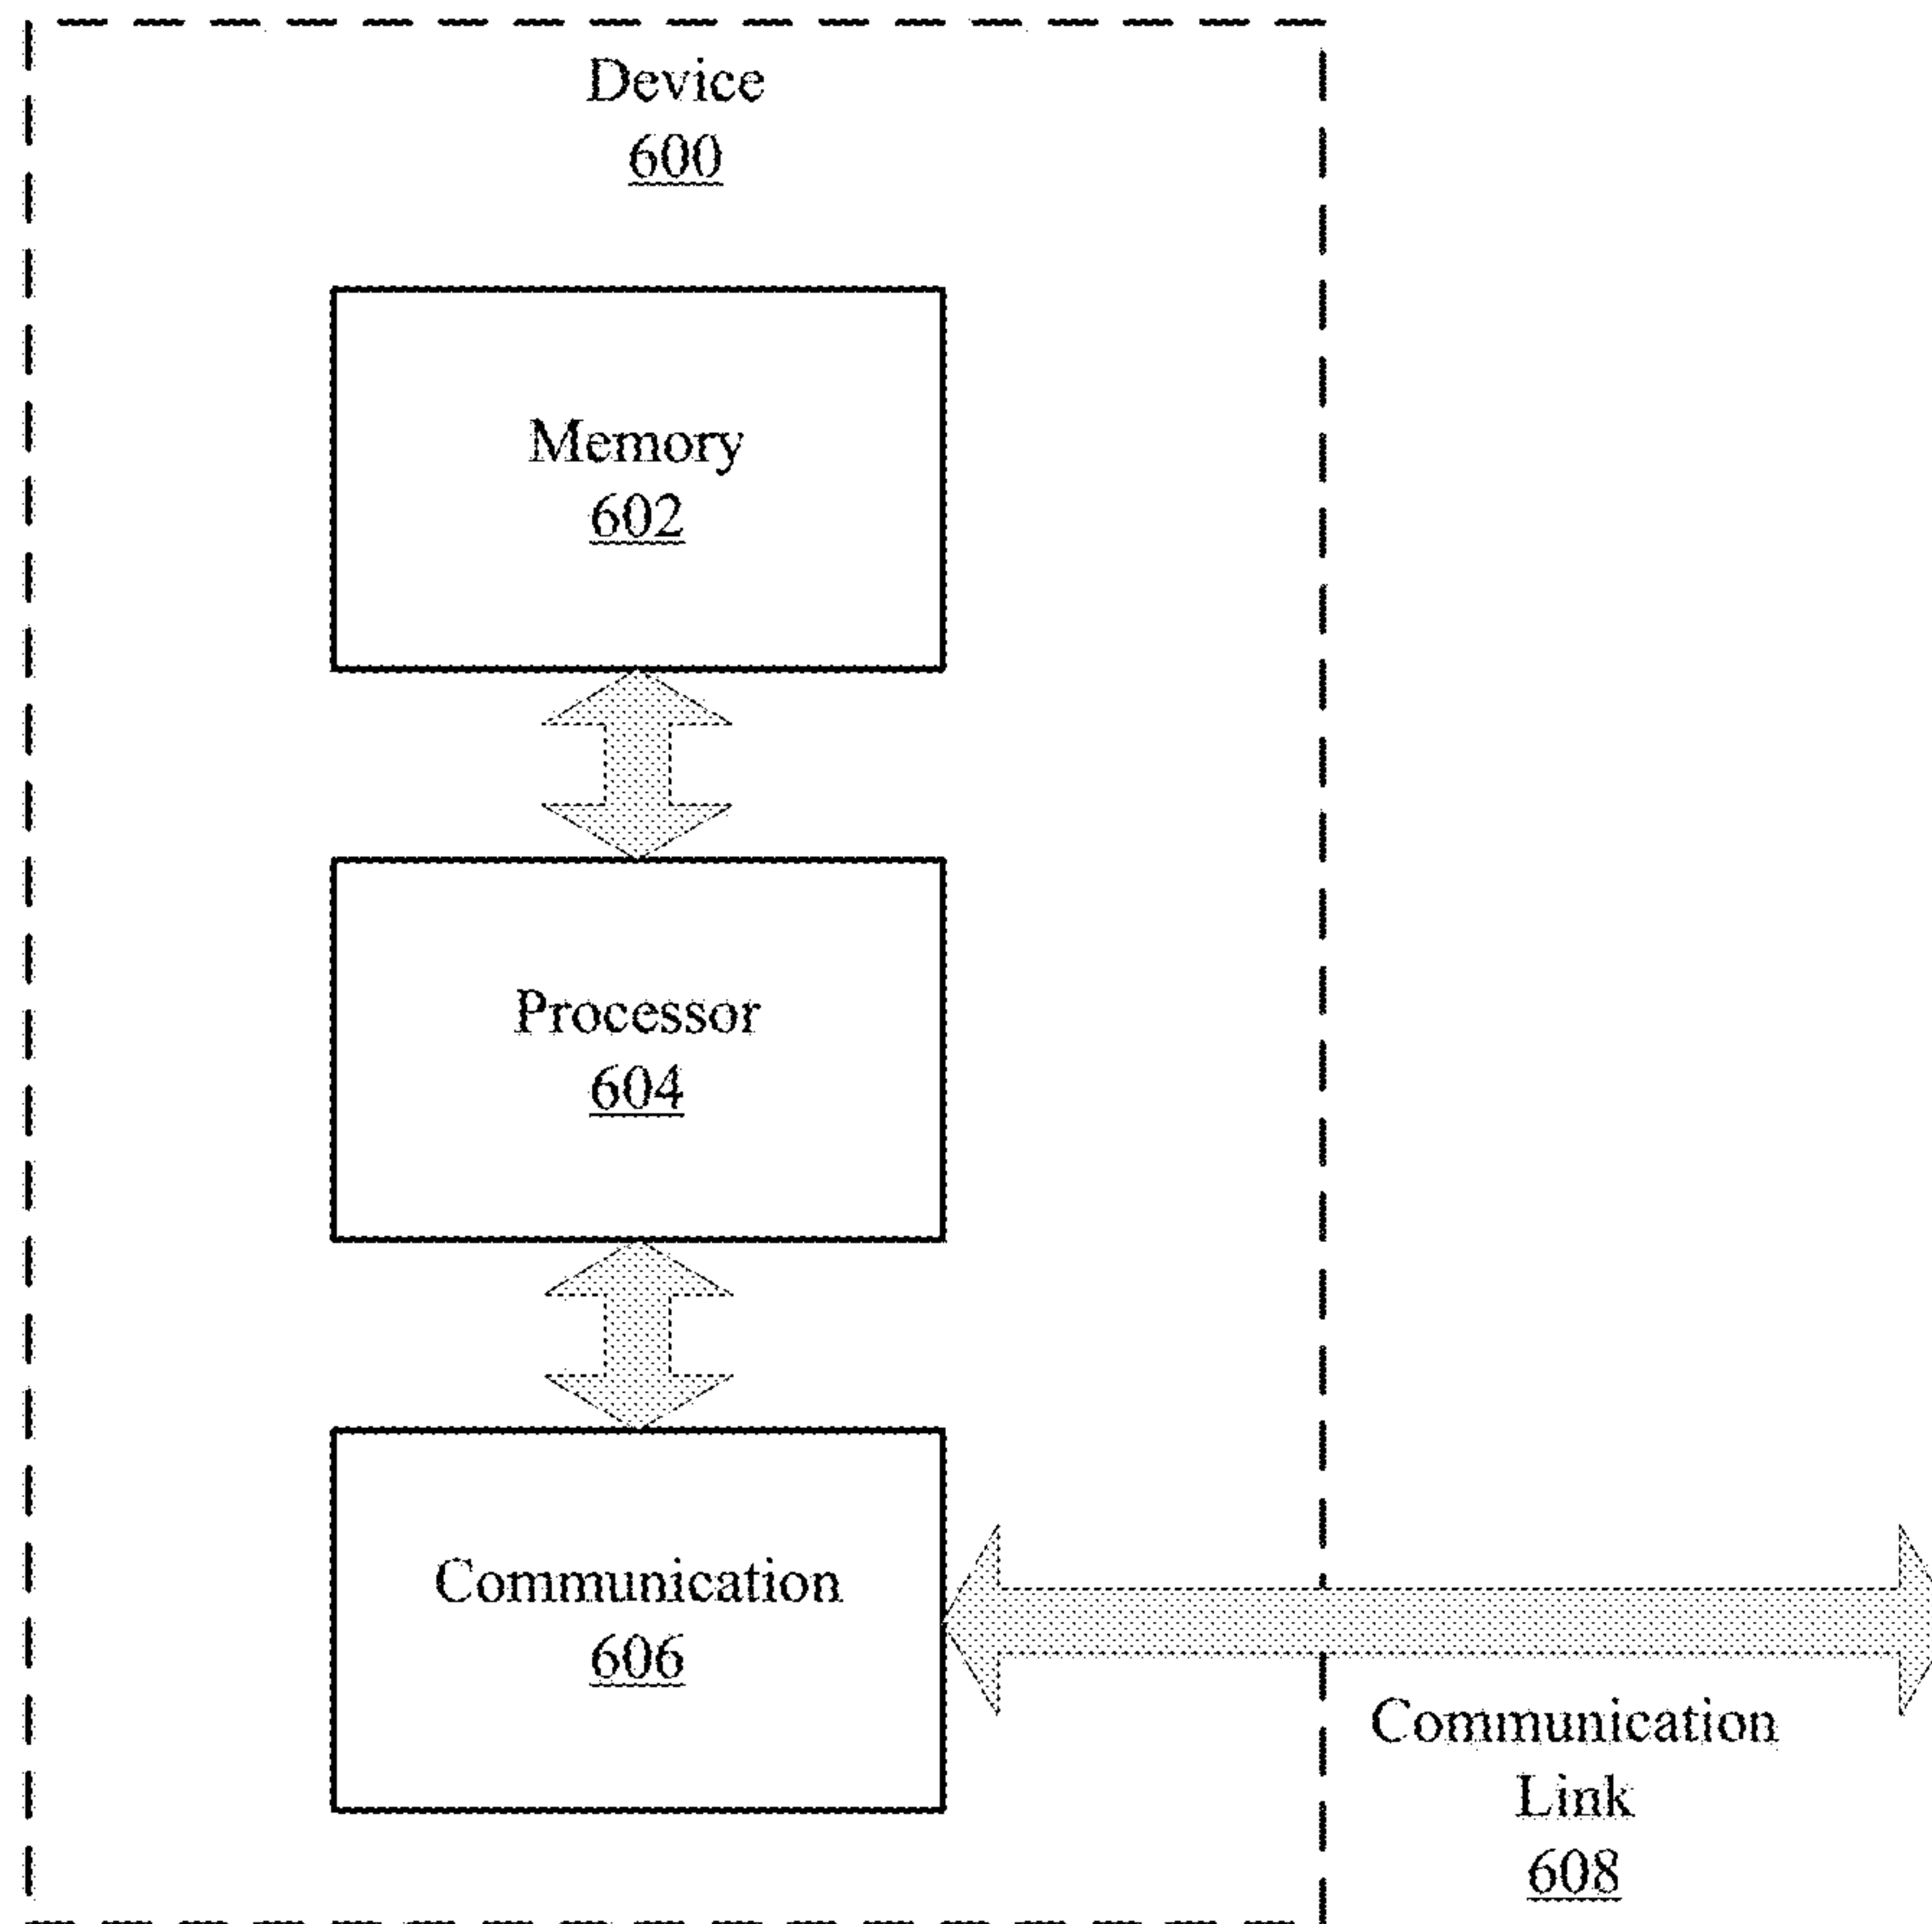 Device
600
Memory
602
Processor
604
Communication
606
Communication
Link
608